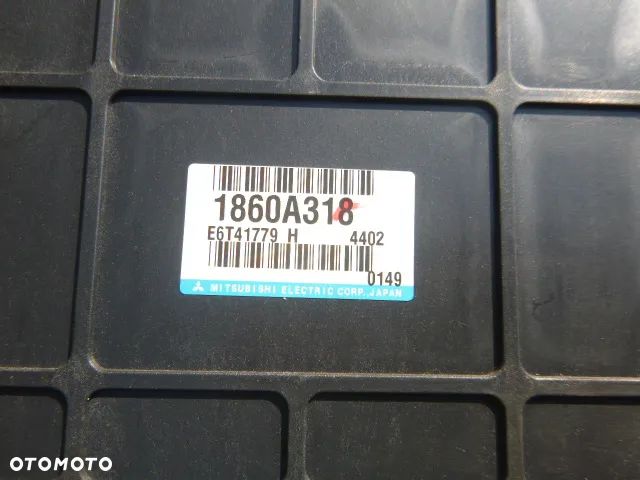 1860A318
E6T41779 H 4402
0149
MITSUBISHI ELECTRIC CORP.,JAPAN
OTOMOTO